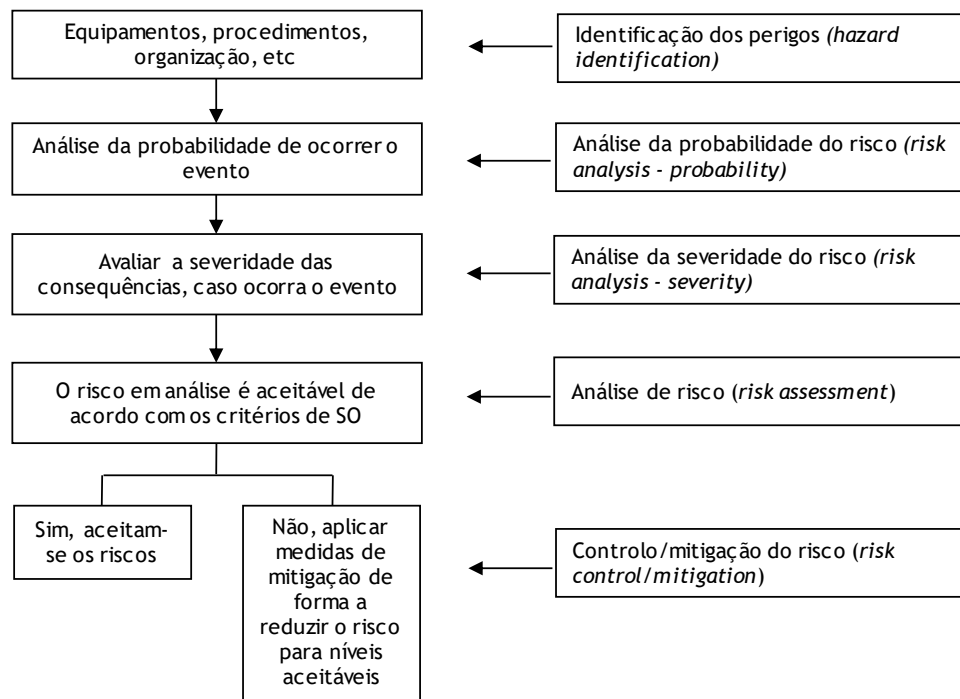 Equipamentos, procedimentos,
organização, etc
Identificação dos perigos (hazard
identification)
Análise da probabilidade de ocorrer o
evento
Análise da probabilidade do risco (risk
analysis - probability)
Avaliar a severidade das
consequências, caso ocorra o evento
Análise da severidade do risco (risk
analysis - severity)
O risco em análise é aceitável de
acordo com os critérios de SO
Análise de risco (risk assessment)
Sim, aceitam-
se os riscos
Não, aplicar
medidas de
mitigação de
forma a
reduzir o risco
para níveis
aceitáveis
Controlo/mitigação do risco (risk
control/mitigation)